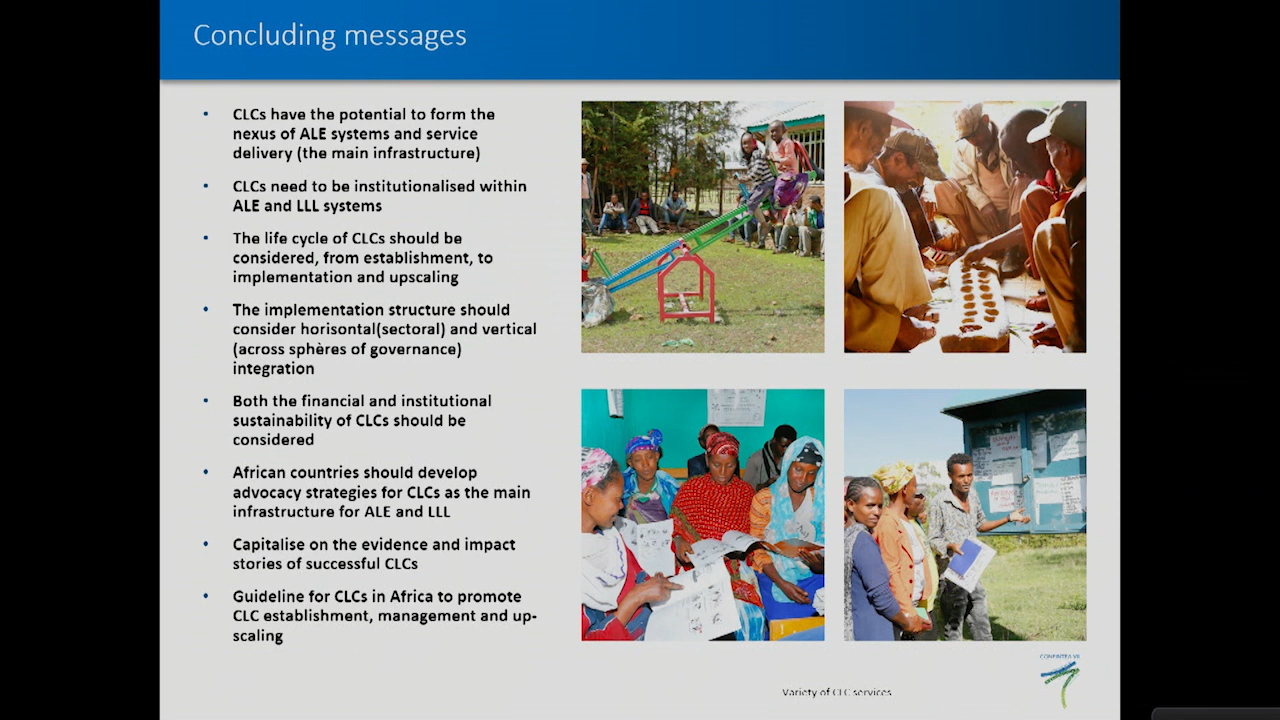 Concluding messages
• CLCs have the potential to form the
nexus of ALE systems and service
delivery (the main infrastructure)
• CLCs need to be institutionalised within
ALE and LLL systems
• The life cycle of CLCs should be
considered, from establishment, to
implementation and upscaling
• The implementation structure should
consider horisontal(sectoral) and vertical
(across sphères of governance)
integration
• Both the financial and institutional
sustainability of CLCs should be
considered
• African countries should develop
advocacy strategies for CLCs as the main
infrastructure for ALE and LLL
• Capitalise on the evidence and impact
stories of successful CLCs
• Guideline for CLCs in Africa to promote
CLC establishment, management and up-
scaling
CONFINTEA VII
Variety of CLC services